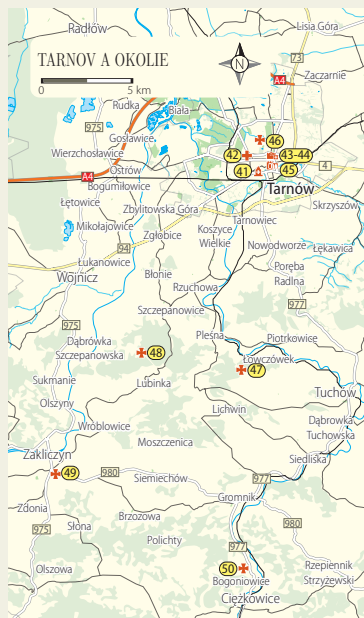 Radłów
Lisia Góra
TARNOV A OKOLIE
N
73
A4
Zaczarnie
0 5 km
Rudka
Biała
975
Gosławice
46
Wierzchosławice
42
43-44
Ostrów
41
45
4
A4
Bogumiłowice
Tarnów
Łętowice
Zbylitowska Góra
Skrzyszów
Mikołajowice
Tarnowiec
Zgłobice
Koszyce
Wielkie
94
Nowodworze
Łękawica
Łukanowice
Wojnicz
Błonie
Poręba
Radlna
Rzuchowa
977
Szczepanowice
975
Pleśna
Piotrkowice
Dąbrówka
Szczepanowska
48
Łowczówek
47
Sukmanie
Lubinka
Tuchów
Olszyny
Lichwin
Dąbrówka
Tuchowska
Wróblowice
Moszczenica
Zakliczyn
Siedliska
49
980
Siemiechów
977
Gromnik
Zdonia
Brzozowa
980
975
Słona
Polichty
977
Olszowa
50
Rzepiennik
Strzyżewski
Bogoniowice
Ciężkowice